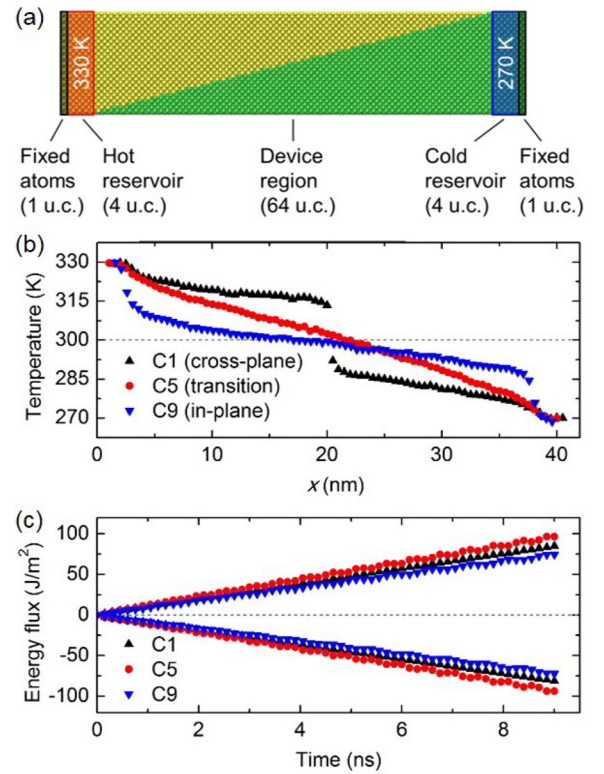 (a)
330 K
270 K
Fixed atoms (1 u.c.)
Hot reservoir (4 u.c.)
Device region (64 u.c.)
Cold reservoir (4 u.c.)
Fixed atoms (1 u.c.)
(b)
Temperature (K)
330
315
300
285
270
C1 (cross-plane)
C5 (transition)
C9 (in-plane)
0 10 20 30 40
x (nm)
(c)
Energy flux (J/m²)
100
50
0
-50
-100
C1
C5
C9
0 2 4 6 8
Time (ns)